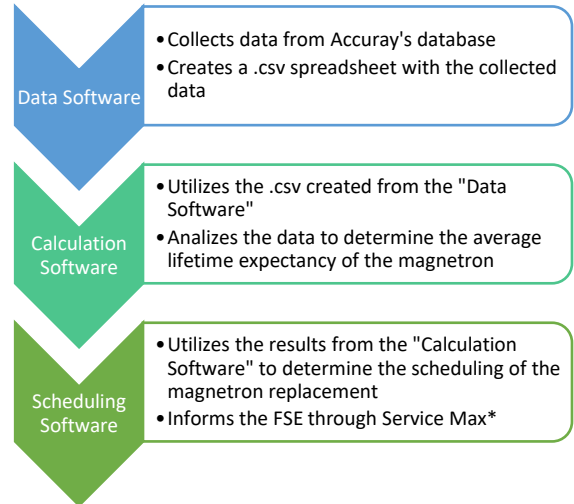 Data Software
•Collects data from Accuray's database
•Creates a .csv spreadsheet with the collected
data
Calculation
Software
•Utilizes the .csv created from the "Data
Software"
•Analizes the data to determine the average
lifetime expectancy of the magnetron
Scheduling
Software
•Utilizes the results from the "Calculation
Software" to determine the scheduling of the
magnetron replacement
•Informs the FSE through Service Max*